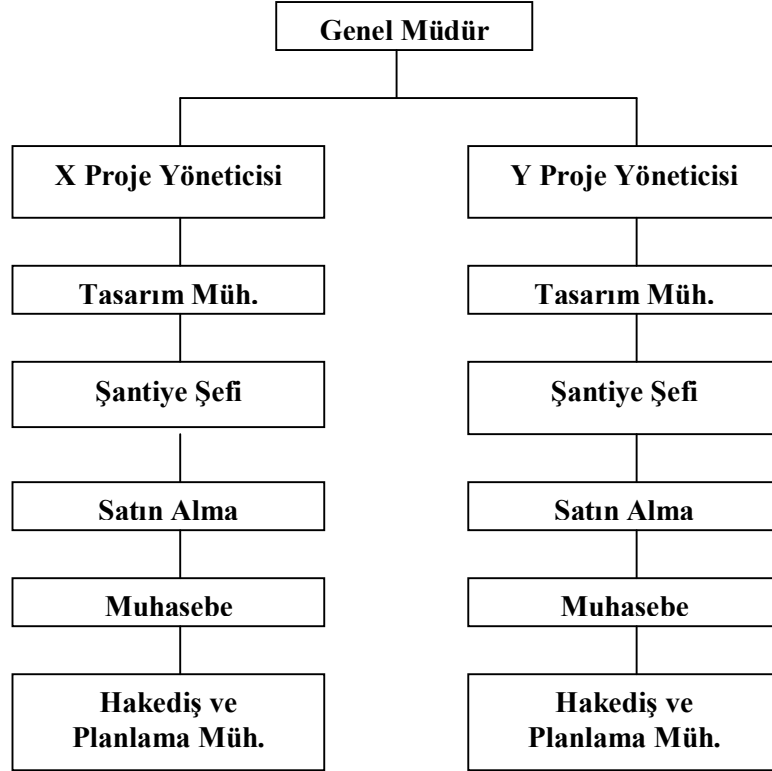 Genel Müdür
X Proje Yöneticisi
Y Proje Yöneticisi
Tasarım Müh.
Tasarım Müh.
Şantiye Şefi
Şantiye Şefi
Satın Alma
Satın Alma
Muhasebe
Muhasebe
Hakediş ve
Planlama Müh.
Hakediş ve
Planlama Müh.